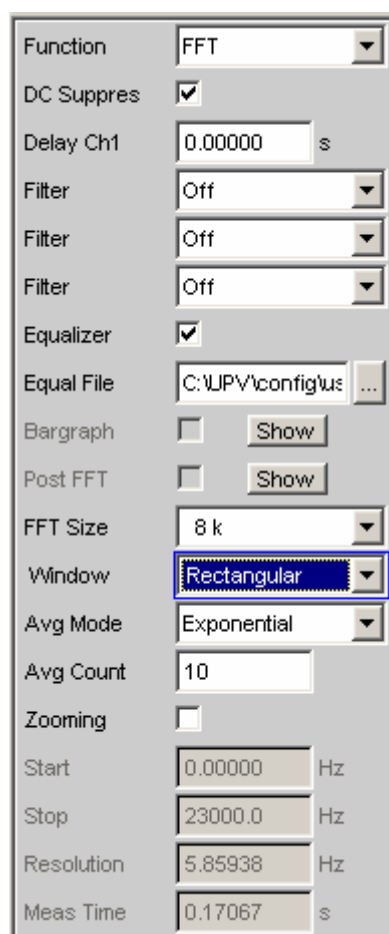 Function FFT
DC Suppres
Delay Ch1 0.00000 s
Filter Off
Filter Off
Filter Off
Equalizer
Equal File C:\UPV\config\us ...
Bargraph Show
Post FFT Show
FFT Size 8 k
Window Rectangular
Avg Mode Exponential
Avg Count 10
Zooming
Start 0.00000 Hz
Stop 23000.0 Hz
Resolution 5.85938 Hz
Meas Time 0.17067 s